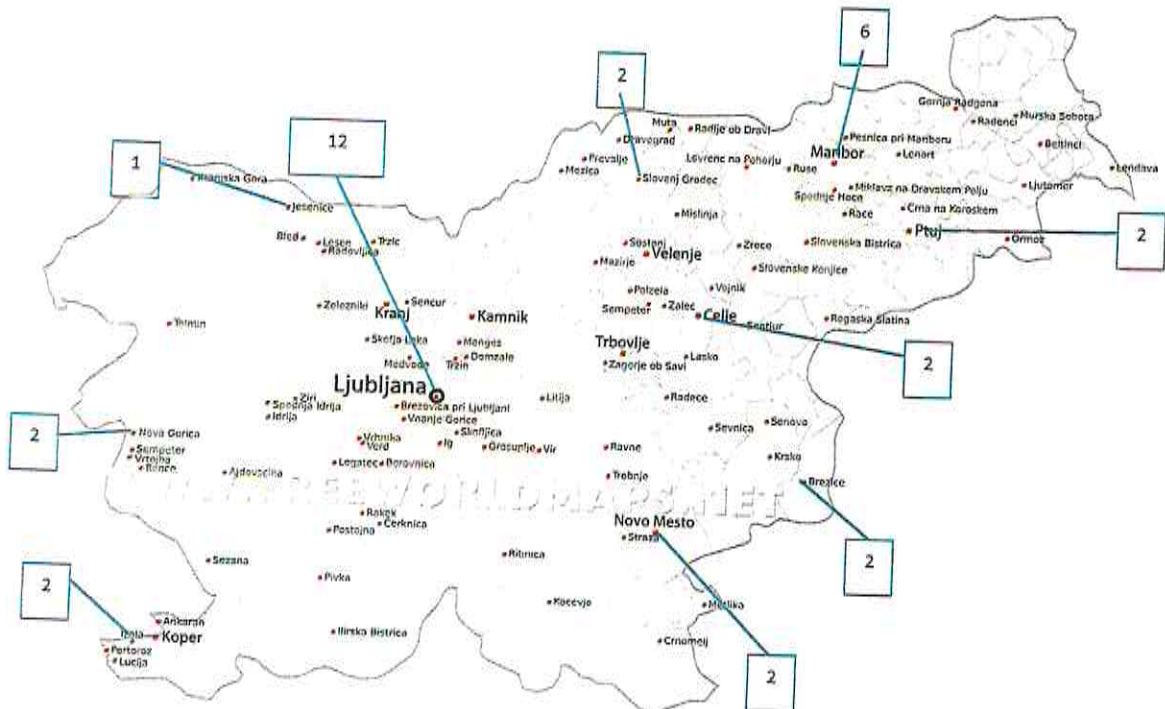 6
2
Gornja Radgona
Murska Sobota
Radenci
Muta
Radlje ob Dravi
12
Pesnica pri Mariboru
Dravograd
Beltinci
1
Maribor
Lenart
Prevalje
Lovrenc na Pohorju
Ruse
Lendava
Mezica
Kranjska Gora
Slovenj Gradec
Miklavz na Dravskem Polju
Ljutomer
Spodnje Hoce
Jesenice
Race
Crna na Koroskem
Mislinja
Ptuj
2
Bled
Lesce
Trzic
Sostanj
Zrece
Slovenska Bistrica
Ormoz
Radovljica
Velenje
Mozirje
Slovenske Konjice
Polzela
Vojnik
Zelezniki
Sencur
Sempeter
Zalec
Kranj
Kamnik
Celje
Sentjur
Rogaska Slatina
Skofja Loka
Menges
Trbovlje
2
Medvode
Domzale
Trzin
Zagorje ob Savi
Lasko
Ljubljana
Ziri
Litija
Radece
Spodnja Idrija
Brezovica pri Ljubljani
Idrija
Vnanje Gorice
Senovo
2
Nova Gorica
Skofljica
Sevnica
Vrhnika
Verd
Ig
Grosuplje
Vir
Ravne
Sempeter
Vrtojba
Krsko
Logatec
Borovnica
Rence
Ajdovscina
Trebnje
Brezice
Rakek
Cerknica
Novo Mesto
Postojna
Straza
Ribnica
2
Sezana
2
Pivka
Kocevje
Metlika
Ankaran
Ilirska Bistrica
Izola
Koper
Crnomelj
Portoroz
Lucija
2